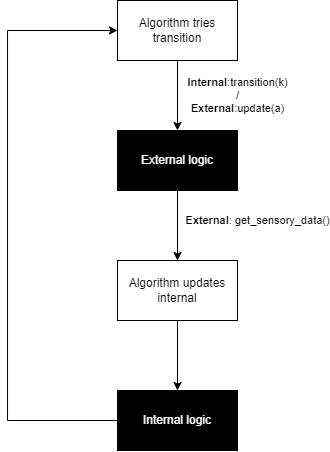 Algorithm tries
transition
Internal:transition(k)
/
External:update(a)
External logic
External: get_sensory_data()
Algorithm updates
internal
Internal logic